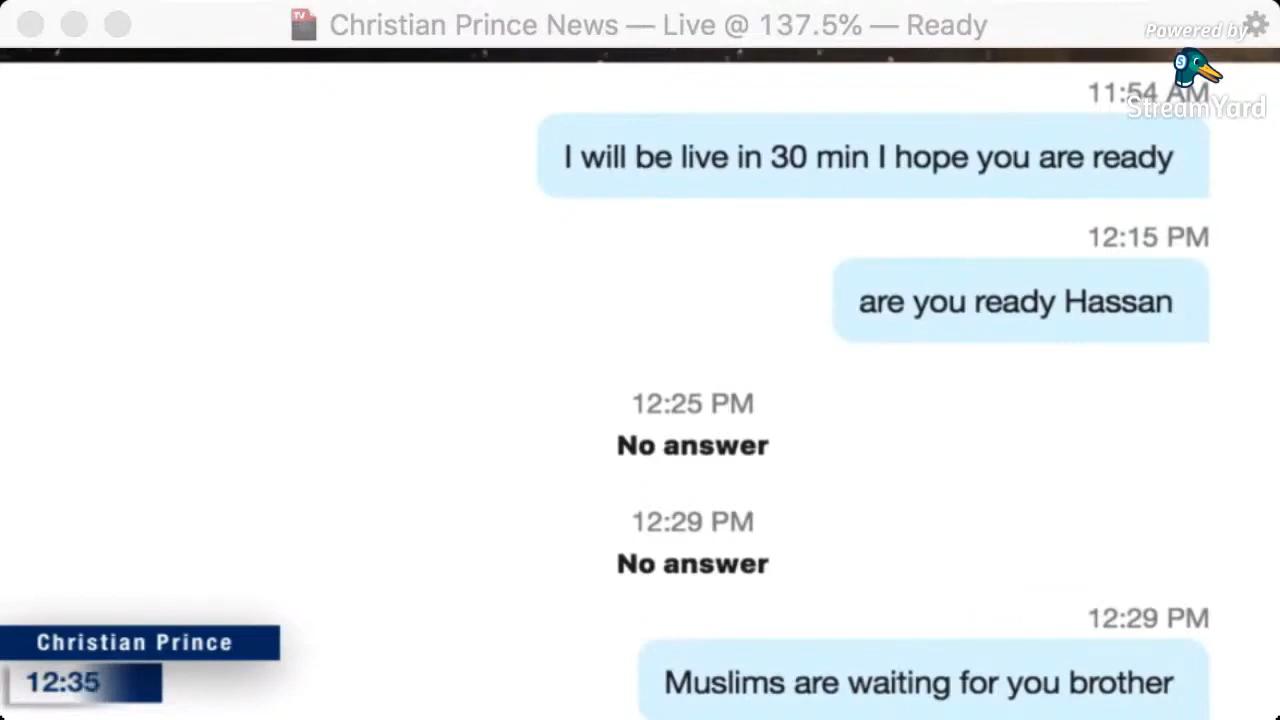 TV Christian Prince News — Live @ 137.5% — Ready
Powered by
StreamYard
11:54 AM
I will be live in 30 min I hope you are ready
12:15 PM
are you ready Hassan
12:25 PM
No answer
12:29 PM
No answer
12:29 PM
Muslims are waiting for you brother
Christian Prince
12:35